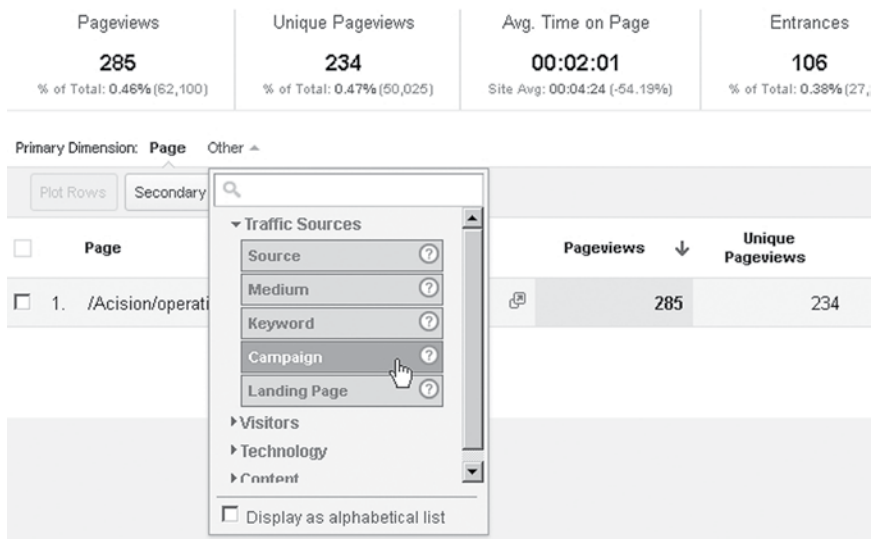 Pageviews Unique Pageviews Avg. Time on Page Entrances
285 234 00:02:01 106
% of Total: 0.46% (62,100) % of Total: 0.47% (50,025) Site Avg: 00:04:24 (-54.19%) % of Total: 0.38% (27,
Primary Dimension: Page Other
Plot Rows Secondary
Traffic Sources
Page Pageviews Unique Pageviews
Source
Medium
1. /Acision/operati 285 234
Keyword
Campaign
Landing Page
Visitors
Technology
Content
Display as alphabetical list